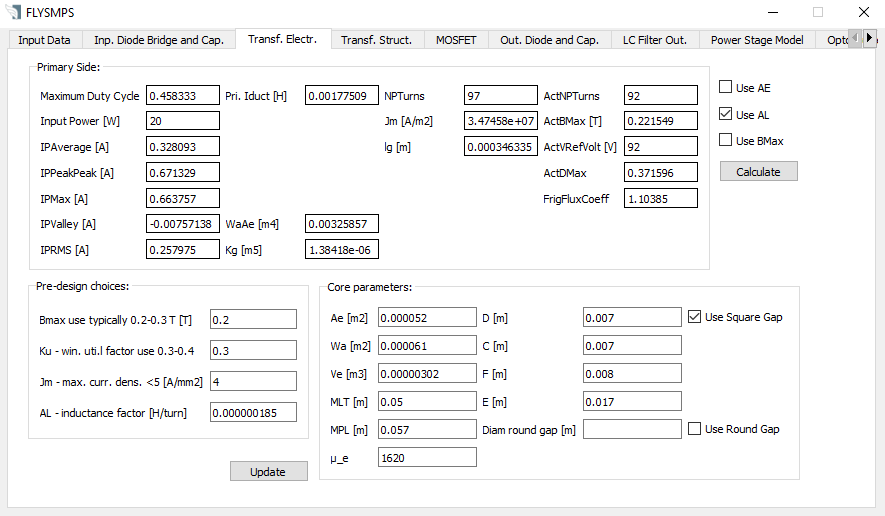 FLYSMPS
Input Data Inp. Diode Bridge and Cap. Transf. Electr. Transf. Struct. MOSFET Out. Diode and Cap. LC Filter Out. Power Stage Model
Primary Side:
Maximum Duty Cycle 0.458333 Pri. Iduct [H] 0.00177509 NPTurns 97 ActNPTurns 92
Input Power [W] 20 Jm [A/m2] 3.47458e+07 ActBMax [T] 0.221549
IPAverage [A] 0.328093 lg [m] 0.000346335 ActVRefVolt [V] 92
IPPeakPeak [A] 0.671329 ActDMax 0.371596
IPMax [A] 0.663757 FrigFluxCoeff 1.10385
IPValley [A] -0.00757138 WaAe [m4] 0.00325857
IPRMS [A] 0.257975 Kg [m5] 1.38418e-06
Use AE
Use AL
Use BMax
Calculate
Pre-design choices:
Bmax use typically 0.2-0.3 T [T] 0.2
Ku - win. uti.l factor use 0.3-0.4 0.3
Jm - max. curr. dens. <5 [A/mm2] 4
AL - inductance factor [H/turn] 0.000000185
Update
Core parameters:
Ae [m2] 0.000052 D [m] 0.007 Use Square Gap
Wa [m2] 0.000061 C [m] 0.007
Ve [m3] 0.00000302 F [m] 0.008
MLT [m] 0.05 E [m] 0.017
MPL [m] 0.057 Diam round gap [m] Use Round Gap
µ_e 1620